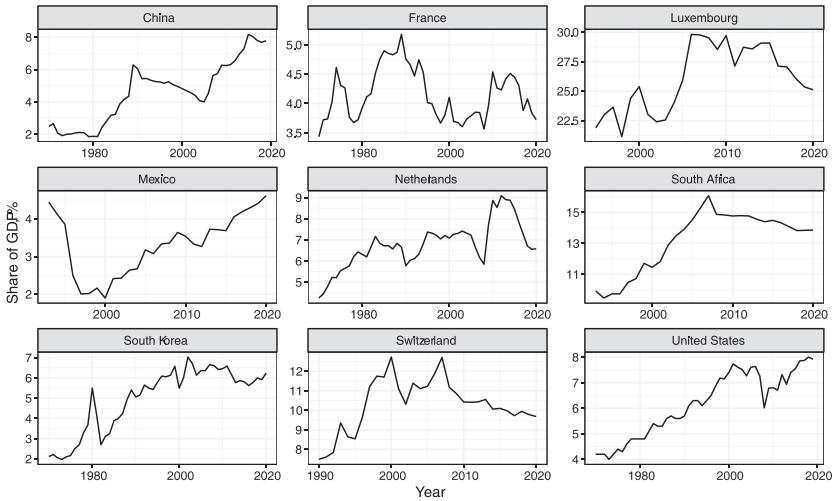 China France Luxembourg
8 6 4 2
5.0 4.5 4.0 3.5
30.0 27.5 25.0 22.5
1980 2000 2020 1980 2000 2020 2000 2010 2020
Mexico Netherlands South Africa
Share of GDP%
4 3 2
9 8 7 6 5
15 13 11
2000 2010 2020 1980 2000 2020 2000 2010 2020
South Korea Switzerland United States
7 6 5 4 3 2
12 11 10 9 8
8 7 6 5 4
1980 2000 2020 1990 2000 2010 2020 1980 2000 2020
Year